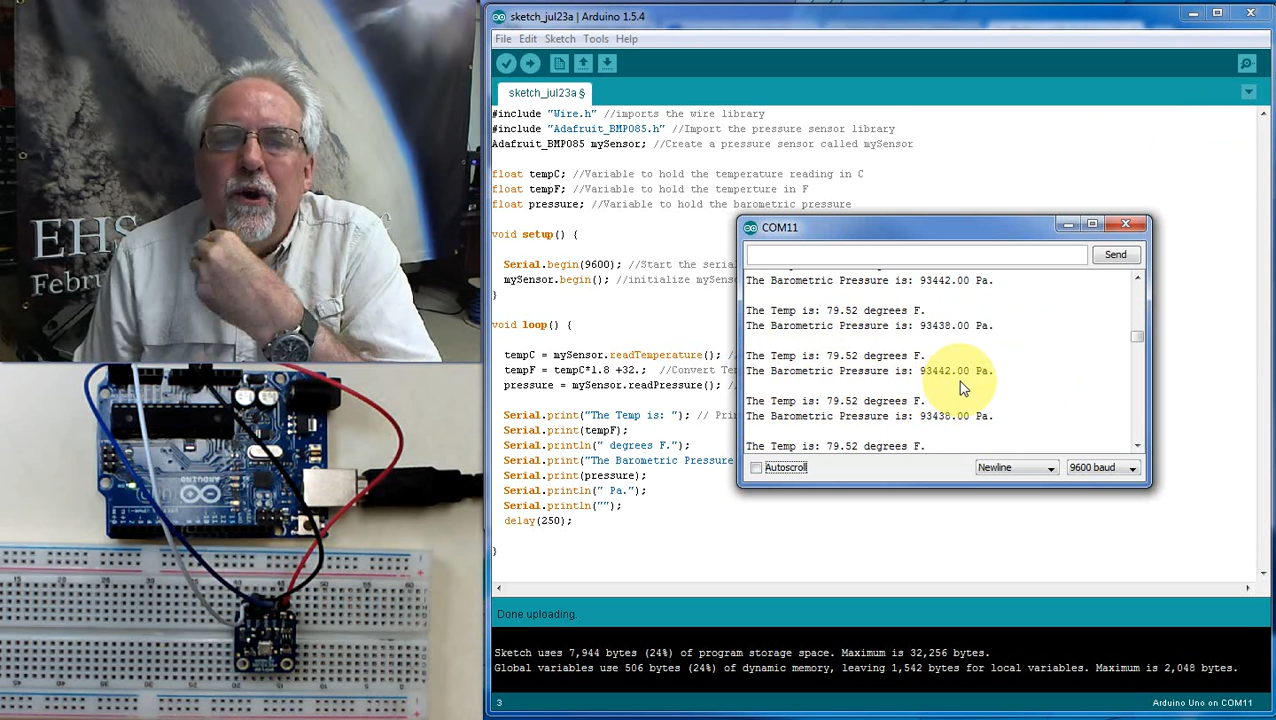 EHS
Februa
sketch_jul23a | Arduino 1.5.4
File Edit Sketch Tools Help
sketch_jul23a §
#include "Wire.h" //imports the wire library
#include "Adafruit_BMP085.h" //Import the pressure sensor library
Adafruit_BMP085 mySensor; //Create a pressure sensor called mySensor
float tempC; //Variable to hold the temperature reading in C
float tempF; //Variable to hold the temperture in F
float pressure; //Variable to hold the barometric pressure
void setup() {
Serial.begin(9600); //Start the serial
mySensor.begin(); //initialize mySenso
}
void loop() {
tempC = mySensor.readTemperature(); //
tempF = tempC*1.8 +32.; // Convert Te
pressure = mySensor.readPressure(); //
Serial.print("The Temp is: "); // Prin
Serial.print(tempF);
Serial.println(" degrees F.");
Serial.print("The Barometric Pressure
Serial.print(pressure);
Serial.println(" Pa.");
Serial.println("");
delay(250);
}
COM11
Send
The Barometric Pressure is: 93442.00 Pa.
The Temp is: 79.52 degrees F.
The Barometric Pressure is: 93438.00 Pa.
The Temp is: 79.52 degrees F.
The Barometric Pressure is: 93442.00 Pa.
The Temp is: 79.52 degrees F.
The Barometric Pressure is: 93438.00 Pa.
The Temp is: 79.52 degrees F.
Autoscroll
Newline
9600 baud
Done uploading.
Sketch uses 7,944 bytes (24%) of program storage space. Maximum is 32,256 bytes.
Global variables use 506 bytes (24%) of dynamic memory, leaving 1,542 bytes for local variables. Maximum is 2,048 bytes.
3
Arduino Uno on COM11